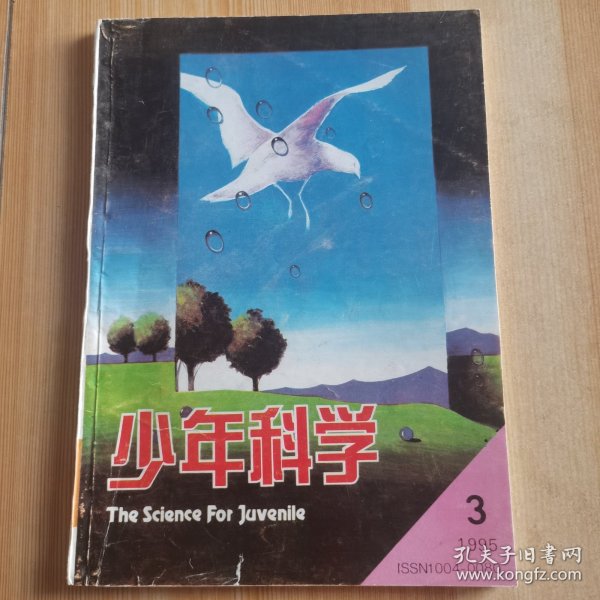 少年科学
The Science For Juvenile
3
1995
ISSN1004-008
孔夫子旧书网
www.kongfz.com